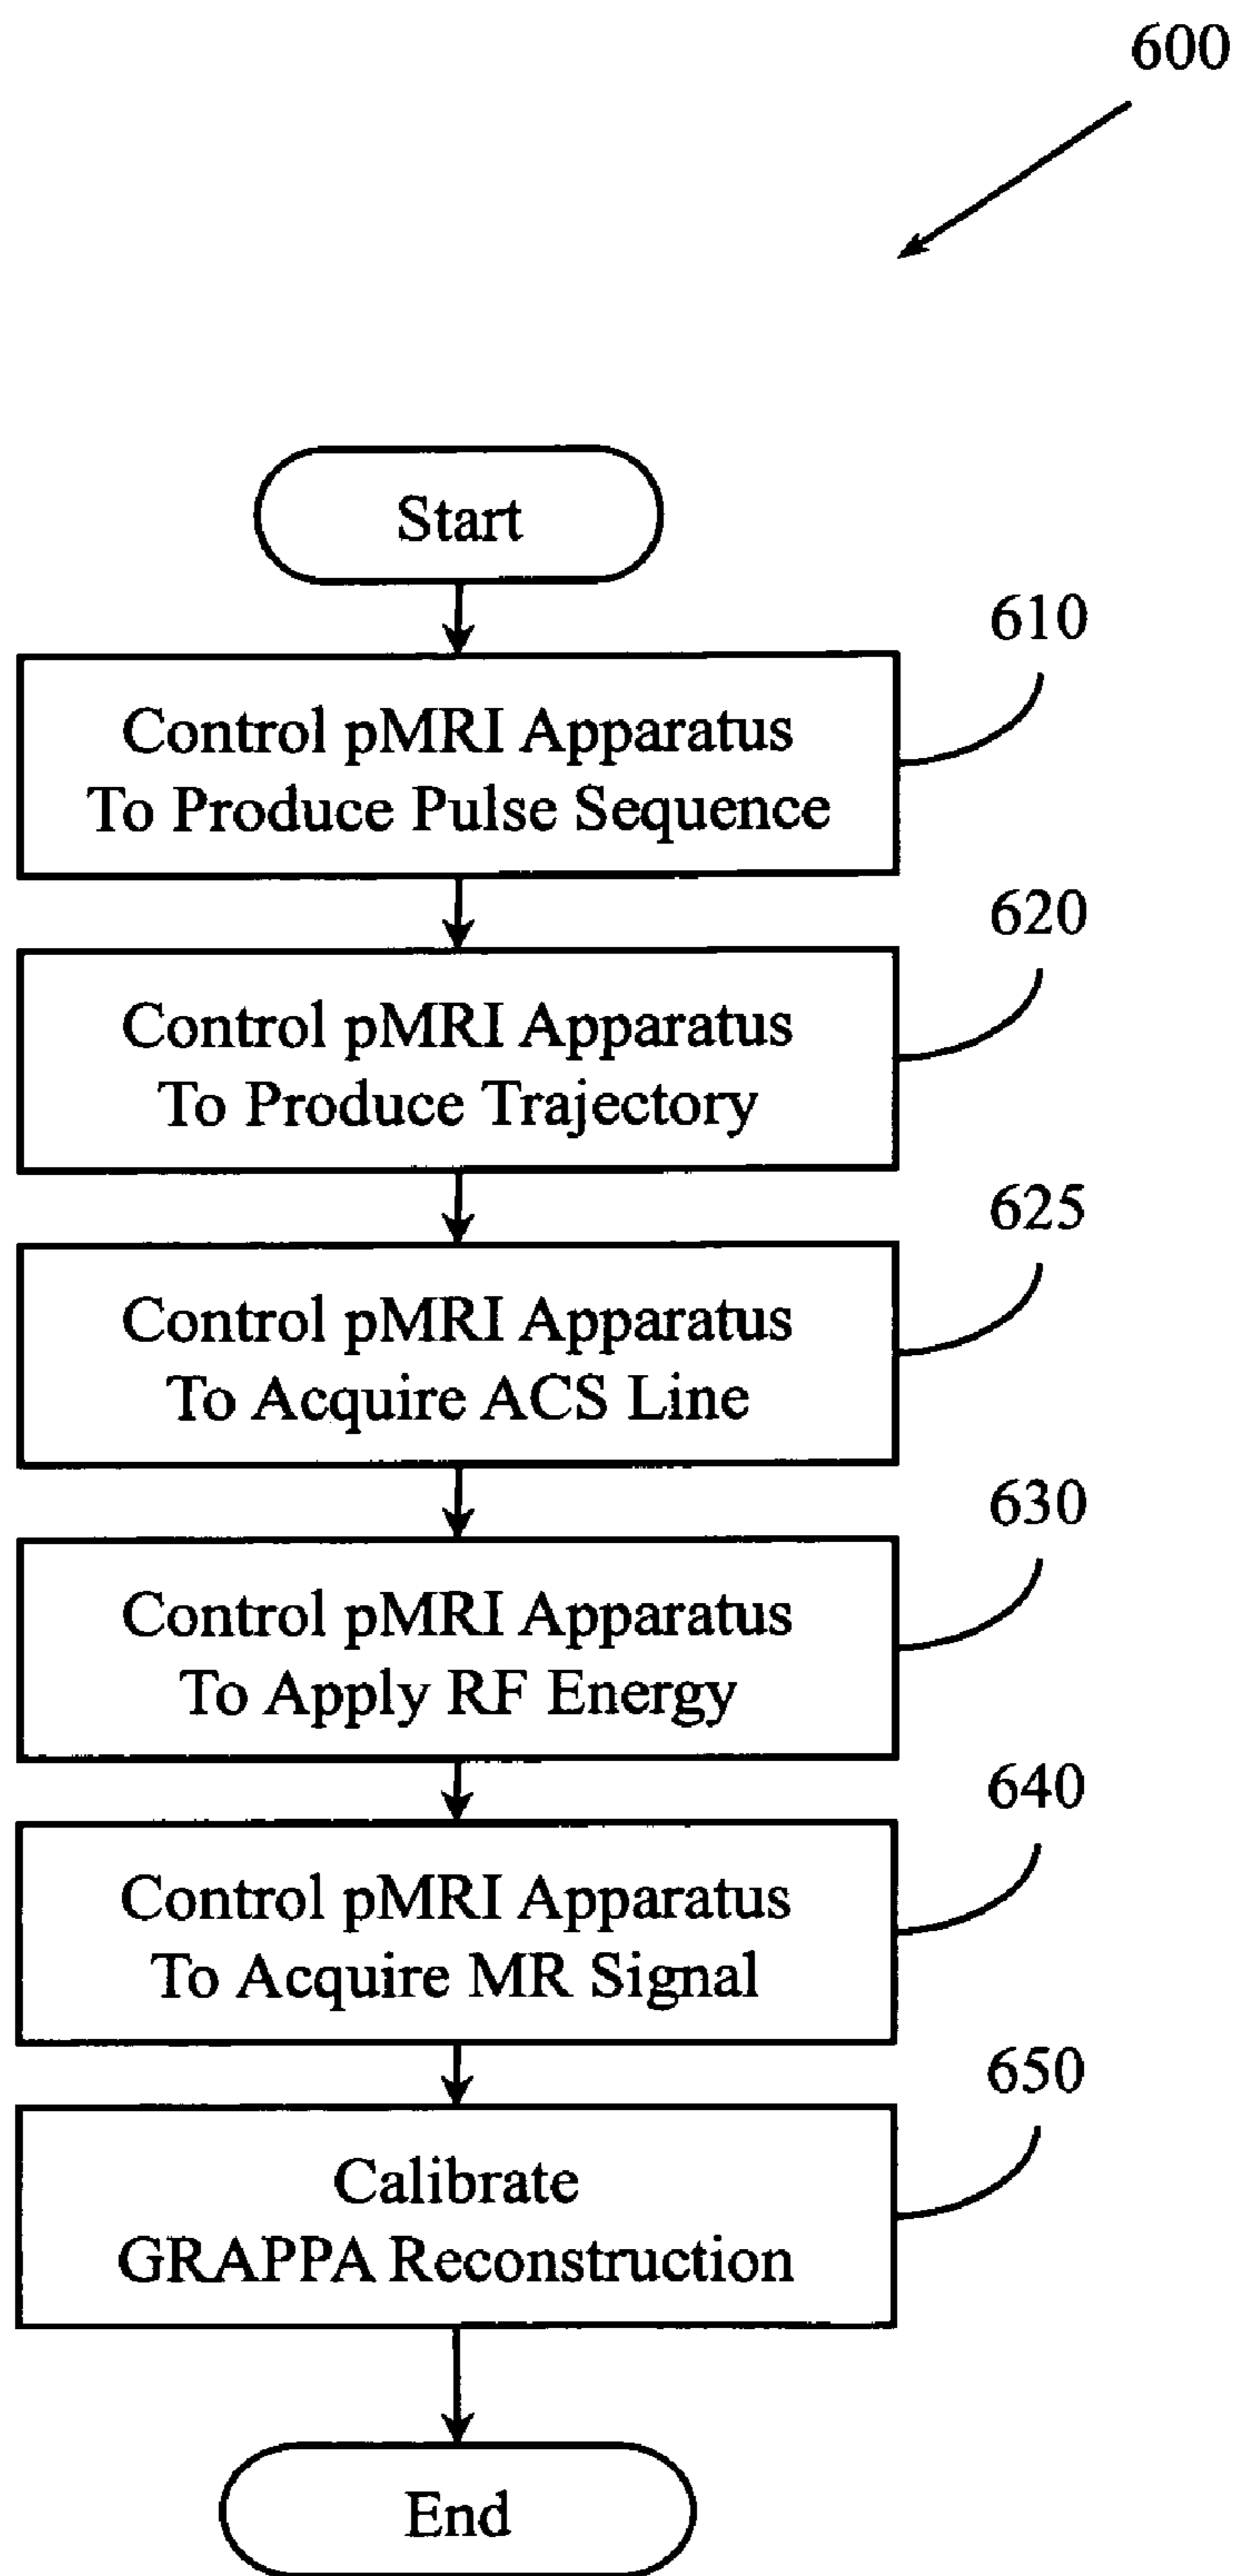 600
Start
610
Control pMRI Apparatus
To Produce Pulse Sequence
620
Control pMRI Apparatus
To Produce Trajectory
625
Control pMRI Apparatus
To Acquire ACS Line
630
Control pMRI Apparatus
To Apply RF Energy
640
Control pMRI Apparatus
To Acquire MR Signal
650
Calibrate
GRAPPA Reconstruction
End